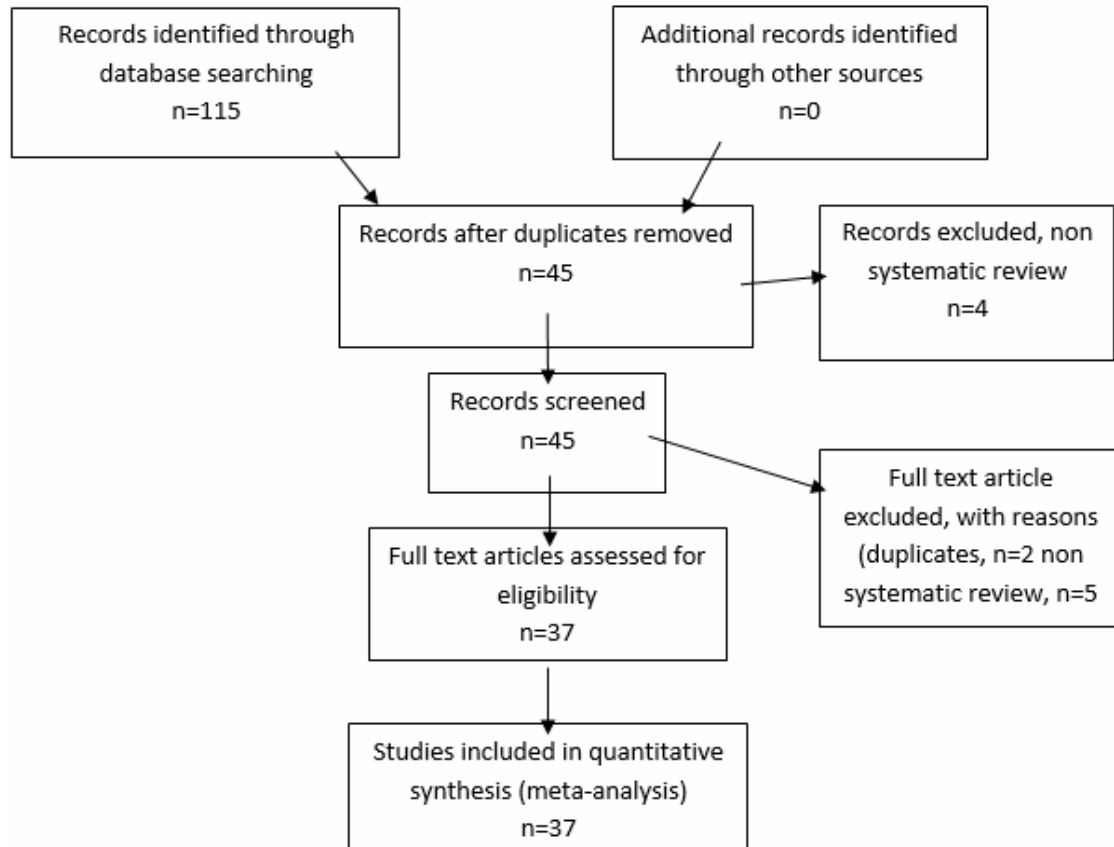 Records identified through
database searching
n=115
Additional records identified
through other sources
n=0
Records after duplicates removed
n=45
Records excluded, non
systematic review
n=4
Records screened
n=45
Full text article
excluded, with reasons
(duplicates, n=2 non
systematic review, n=5
Full text articles assessed for
eligibility
n=37
Studies included in quantitative
synthesis (meta-analysis)
n=37